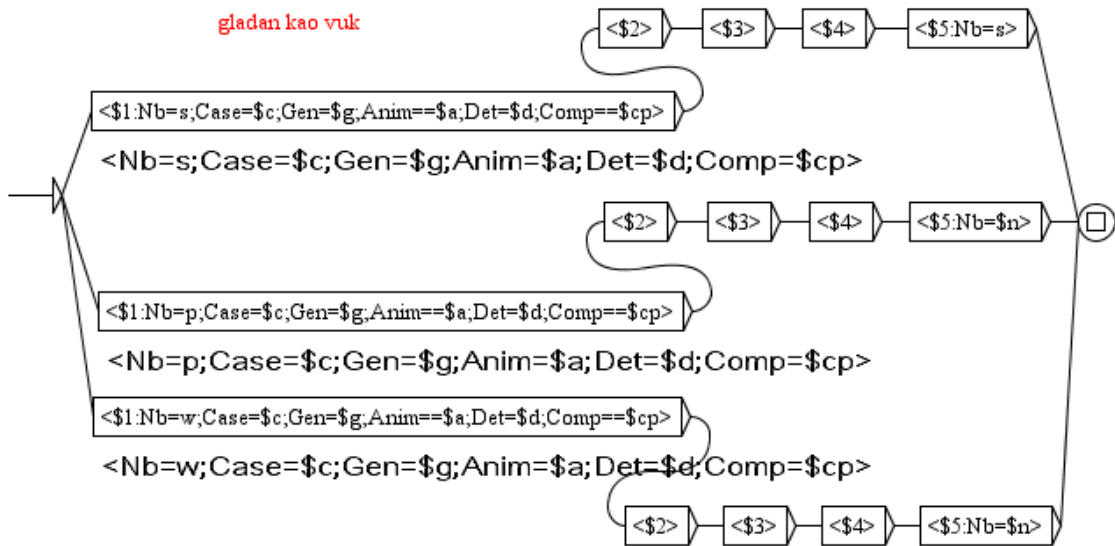 gladan kao vuk
<$2> <$3> <$4> <$5:Nb=s>
<$1:Nb=s;Case=$c;Gen=$g;Anim==$a;Det=$d;Comp==$cp>
<Nb=s;Case=$c;Gen=$g;Anim=$a;Det=$d;Comp=$cp>
<$2> <$3> <$4> <$5:Nb=$n>
<$1:Nb=p;Case=$c;Gen=$g;Anim==$a;Det=$d;Comp==$cp>
<Nb=p;Case=$c;Gen=$g;Anim=$a;Det=$d;Comp=$cp>
<$1:Nb=w;Case=$c;Gen=$g;Anim==$a;Det=$d;Comp==$cp>
<Nb=w;Case=$c;Gen=$g;Anim=$a;Det=$d;Comp=$cp>
<$2> <$3> <$4> <$5:Nb=$n>